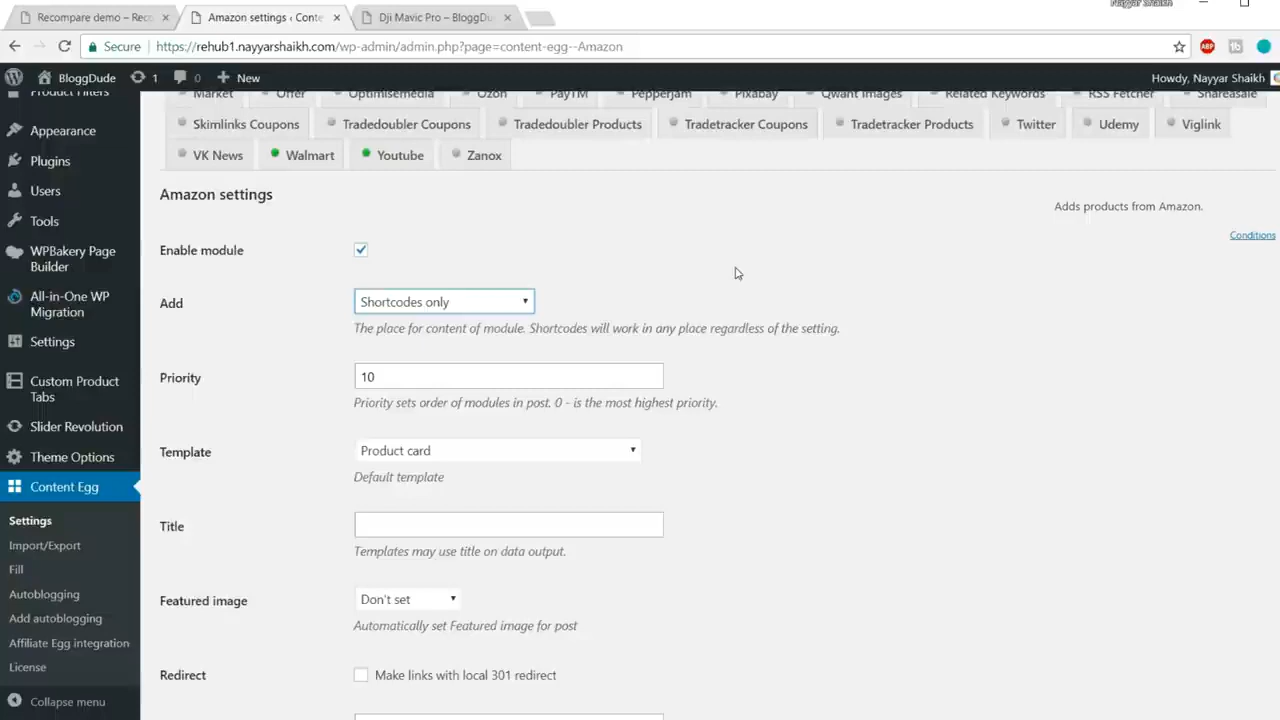 Nayyar Shaikh
Recompare demo – Reco
Amazon settings ‹ Conte
Dji Mavic Pro – BloggDu
Secure
https://rehub1.nayyarshaikh.com/wp-admin/admin.php?page=content-egg--Amazon
ABP
BloggDude
1
0
New
Howdy, Nayyar Shaikh
Product Filters
Appearance
Plugins
Users
Tools
WPBakery Page
Builder
All-in-One WP
Migration
Settings
Custom Product
Tabs
Slider Revolution
Theme Options
Content Egg
Settings
Import/Export
Fill
Autoblogging
Add autoblogging
Affiliate Egg integration
License
Collapse menu
Market
Offer
Optimisemedia
Ozon
PayTM
Pepperjam
Pixabay
Qwant Images
Related Keywords
RSS Fetcher
Shareasale
Skimlinks Coupons
Tradedoubler Coupons
Tradedoubler Products
Tradetracker Coupons
Tradetracker Products
Twitter
Udemy
Viglink
VK News
Walmart
Youtube
Zanox
Amazon settings
Adds products from Amazon.
Conditions
Enable module
Add
Shortcodes only
The place for content of module. Shortcodes will work in any place regardless of the setting.
Priority
10
Priority sets order of modules in post. 0 - is the most highest priority.
Template
Product card
Default template
Title
Templates may use title on data output.
Featured image
Don't set
Automatically set Featured image for post
Redirect
Make links with local 301 redirect